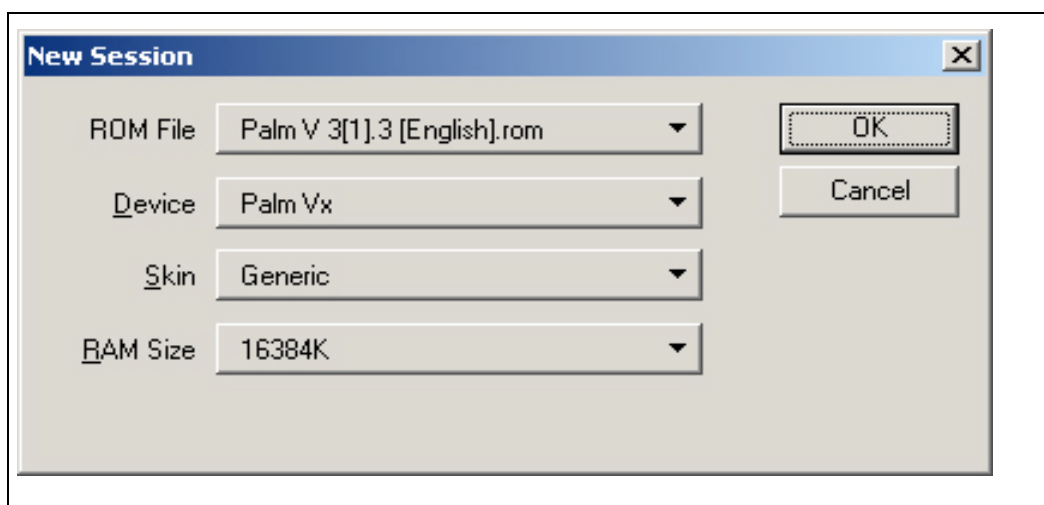 New Session
ROM File Palm V 3[1].3 [English].rom OK
Device Palm Vx Cancel
Skin Generic
RAM Size 16384K